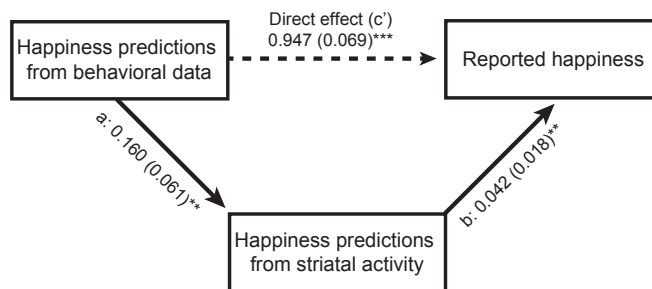 Direct effect (c’)
0.947 (0.069)***
Happiness predictions
from behavioral data
Reported happiness
a: 0.160 (0.061)**
b: 0.042 (0.018)**
Happiness predictions
from striatal activity